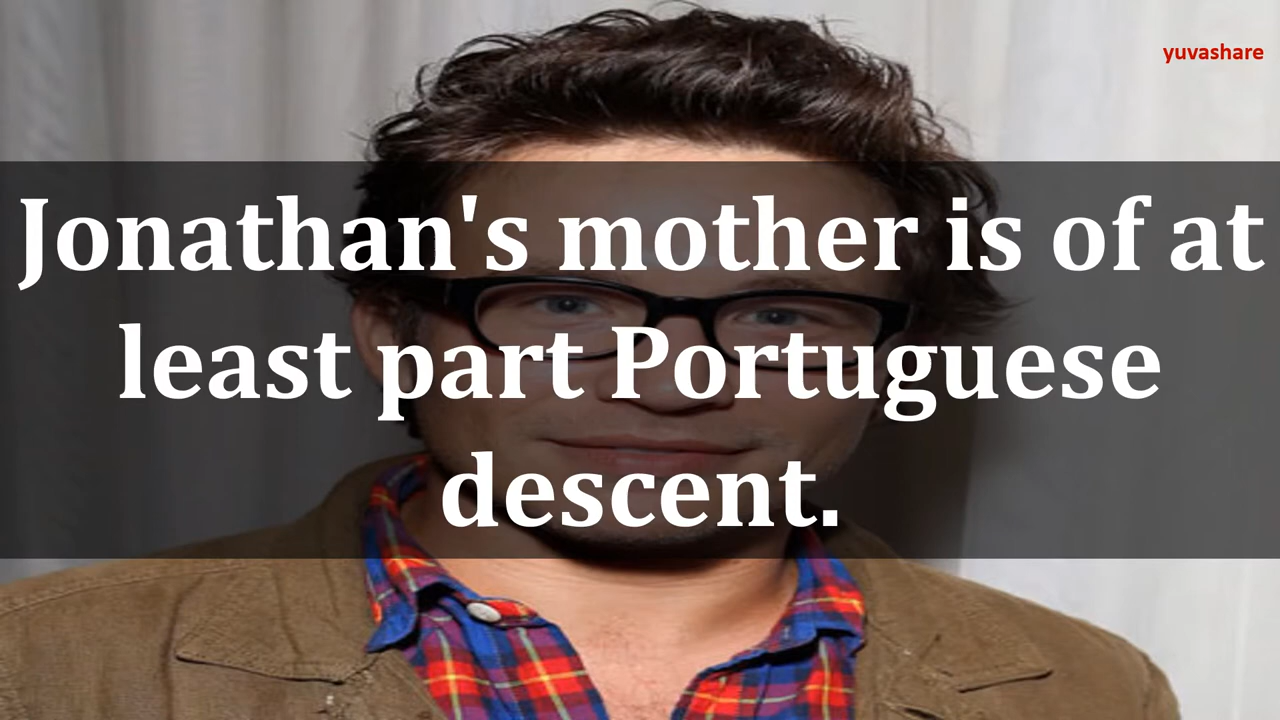 yuvashare
Jonathan's mother is of at
least part Portuguese
descent.